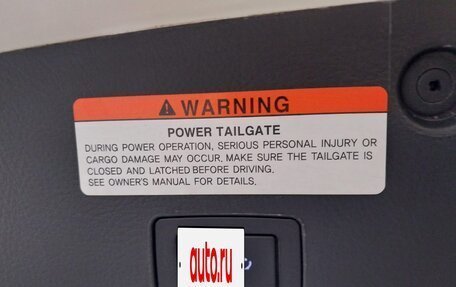 WARNING
POWER TAILGATE
DURING POWER OPERATION, SERIOUS PERSONAL INJURY OR
CARGO DAMAGE MAY OCCUR. MAKE SURE THE TAILGATE IS
CLOSED AND LATCHED BEFORE DRIVING.
SEE OWNER'S MANUAL FOR DETAILS.
auto.ru